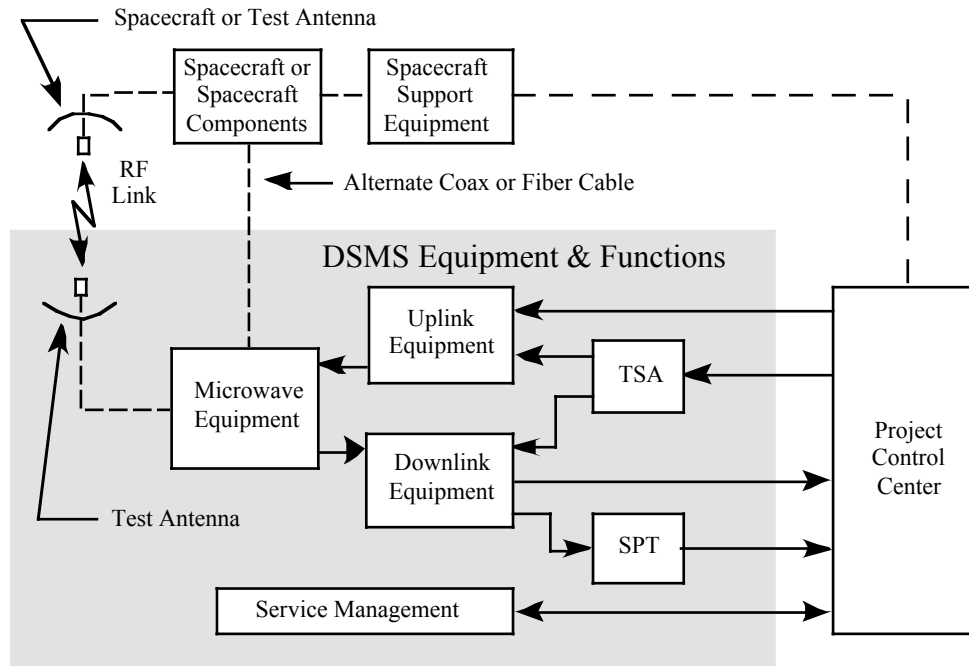 Spacecraft or Test Antenna
Spacecraft or
Spacecraft
Components
Spacecraft
Support
Equipment
RF
Link
Alternate Coax or Fiber Cable
DSMS Equipment & Functions
Uplink
Equipment
TSA
Microwave
Equipment
Project
Control
Center
Downlink
Equipment
Test Antenna
SPT
Service Management